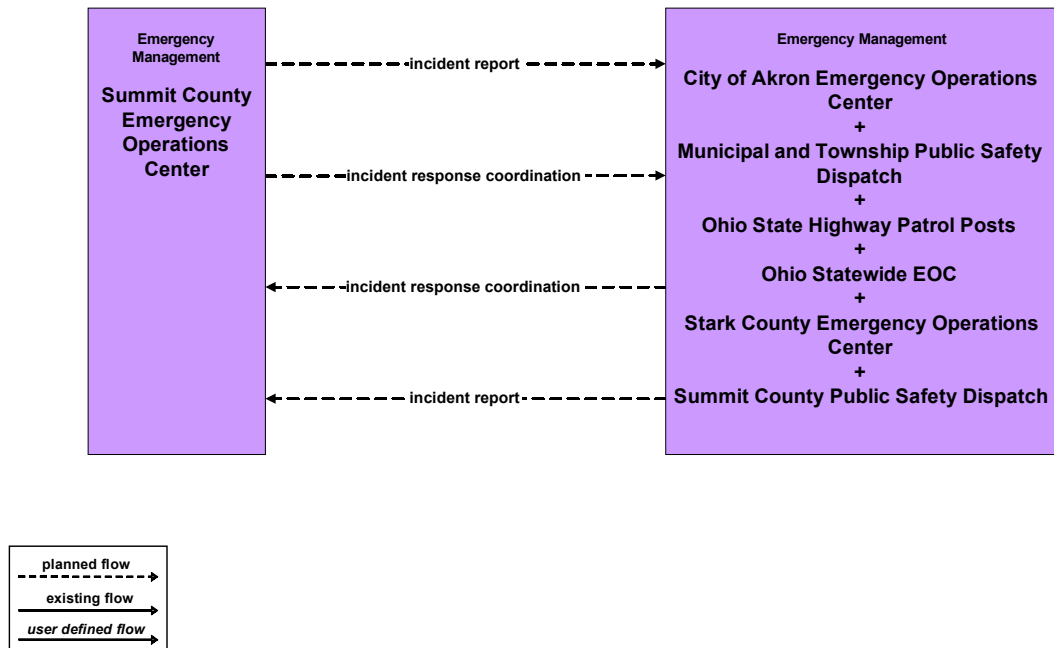 Emergency
Management
Summit County
Emergency
Operations
Center
incident report
incident response coordination
incident response coordination
incident report
Emergency Management
City of Akron Emergency Operations
Center
+
Municipal and Township Public Safety
Dispatch
+
Ohio State Highway Patrol Posts
+
Ohio Statewide EOC
+
Stark County Emergency Operations
Center
+
Summit County Public Safety Dispatch
planned flow
existing flow
user defined flow